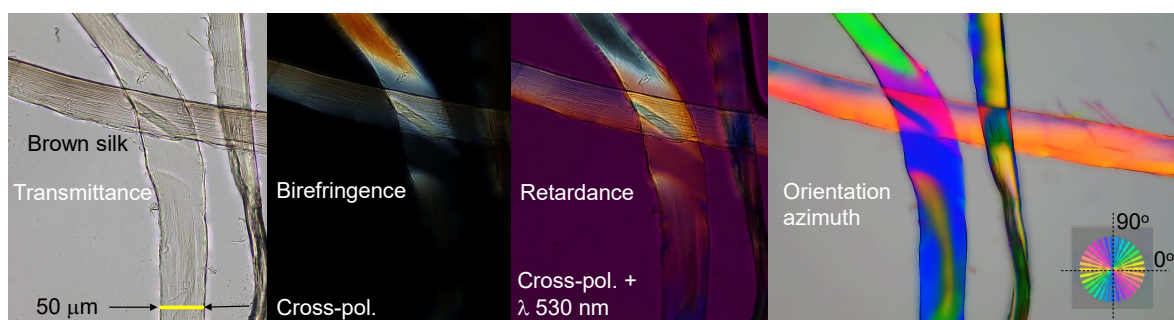 Brown silk
Transmittance
50 μm
Birefringence
Cross-pol.
Retardance
Cross-pol. +
λ 530 nm
Orientation
azimuth
90°
0°